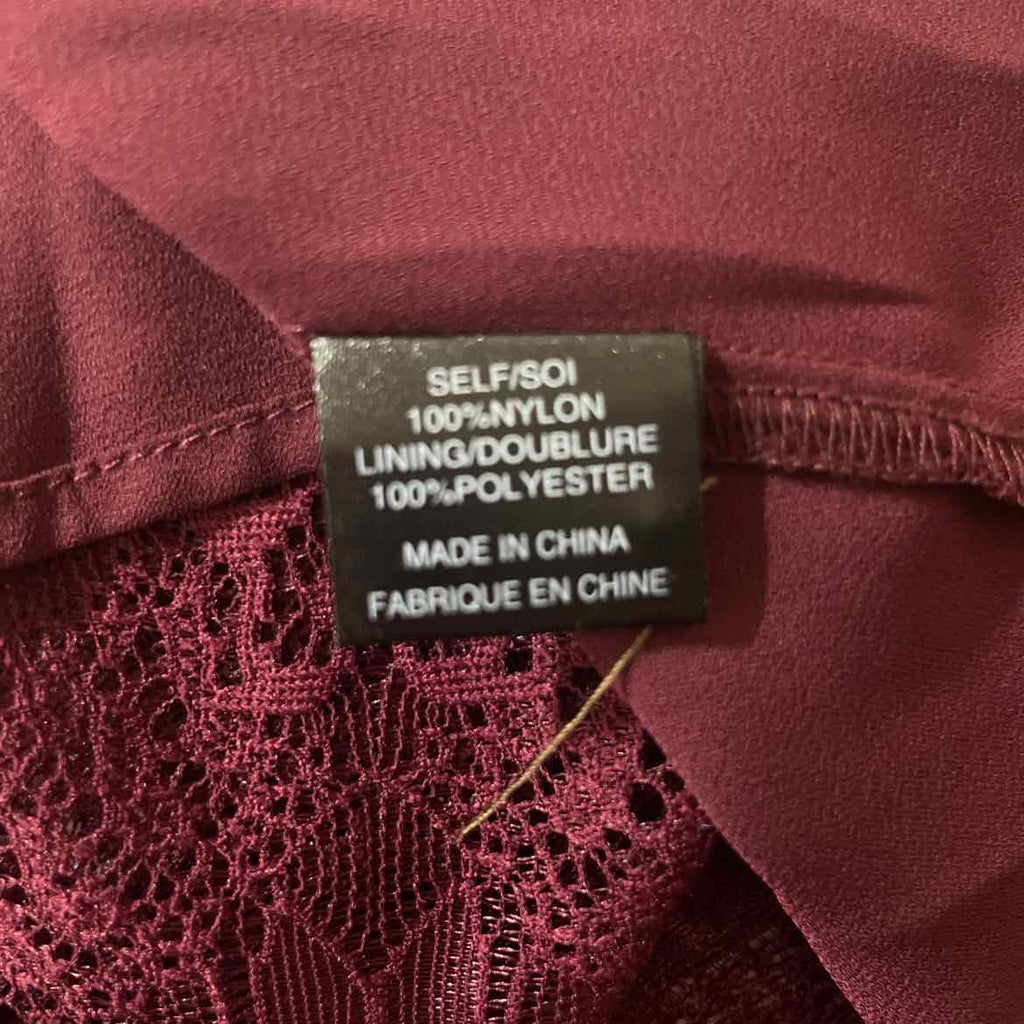 SELF/SOI
100%NYLON
LINING/DOUBLURE
100%POLYESTER
MADE IN CHINA
FABRIQUE EN CHINE